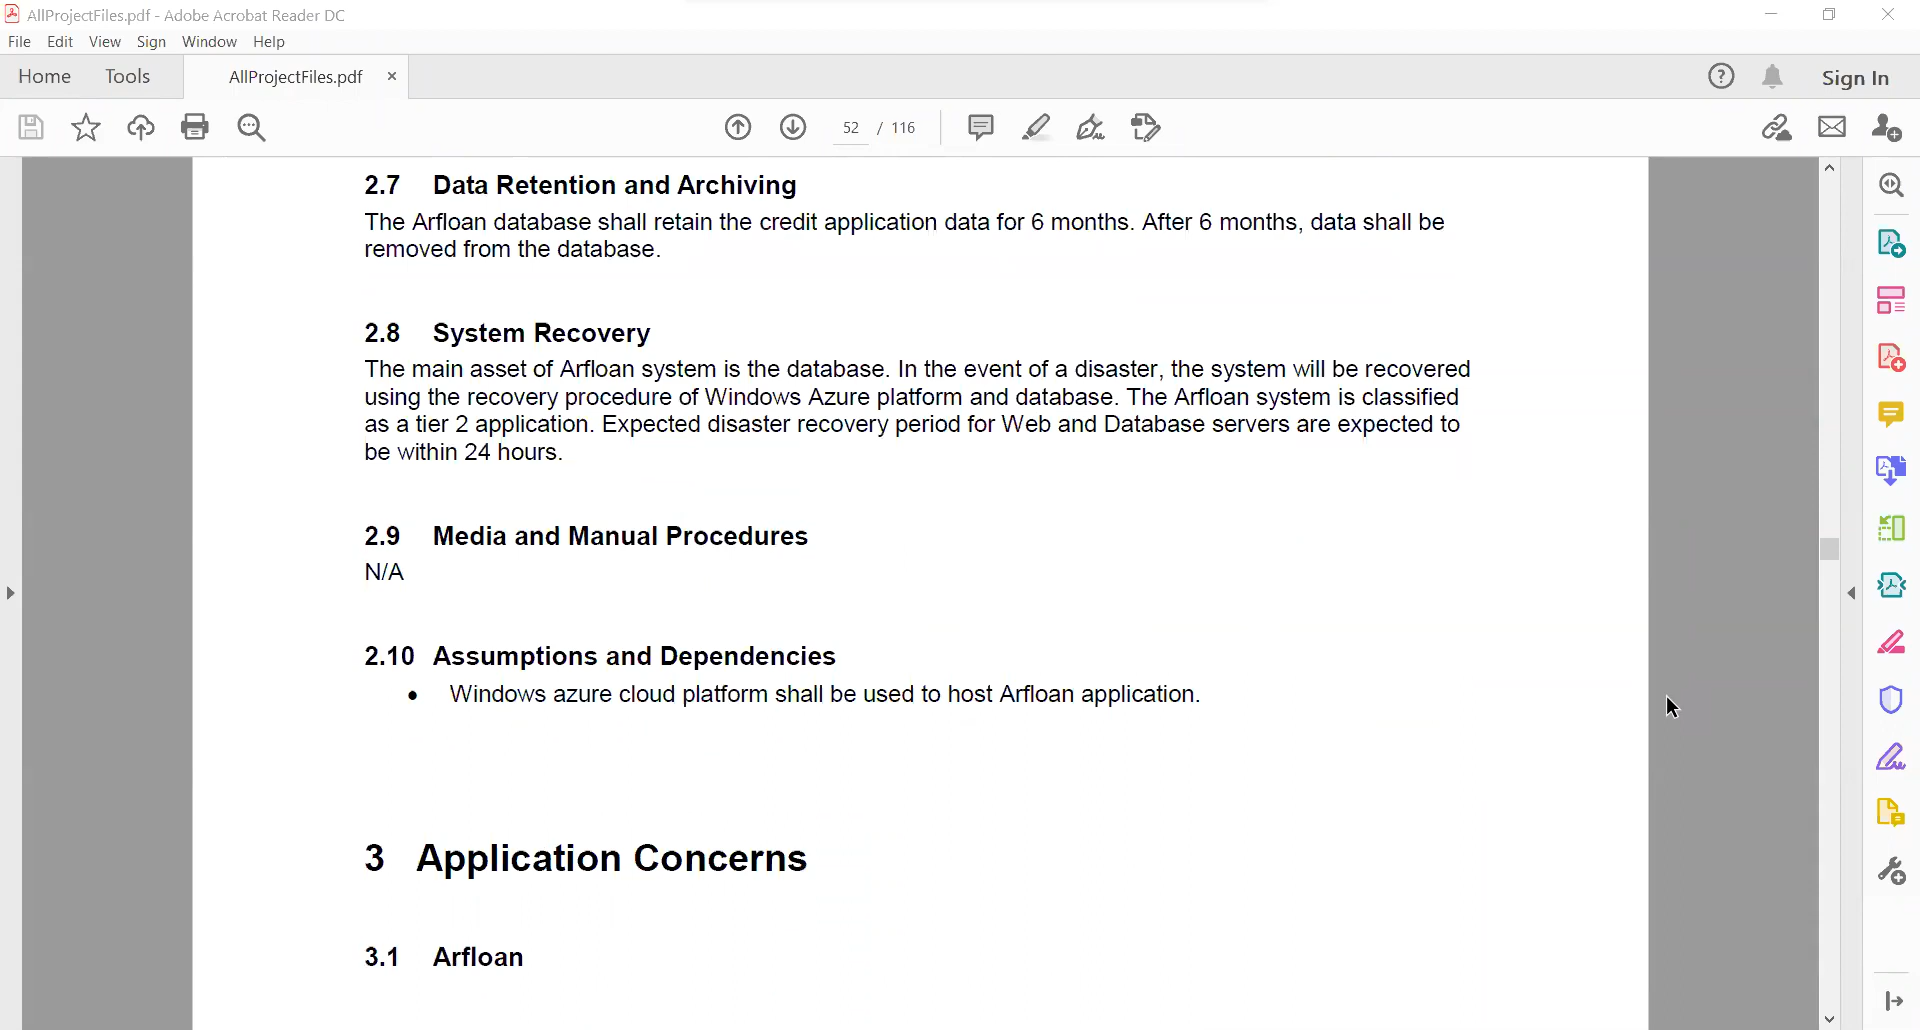 AllProjectFiles.pdf - Adobe Acrobat Reader DC
File Edit View Sign Window Help
Home Tools AllProjectFiles.pdf × Sign In
52 / 116
2.7 Data Retention and Archiving
The Arfloan database shall retain the credit application data for 6 months. After 6 months, data shall be
removed from the database.
2.8 System Recovery
The main asset of Arfloan system is the database. In the event of a disaster, the system will be recovered
using the recovery procedure of Windows Azure platform and database. The Arfloan system is classified
as a tier 2 application. Expected disaster recovery period for Web and Database servers are expected to
be within 24 hours.
2.9 Media and Manual Procedures
N/A
2.10 Assumptions and Dependencies
• Windows azure cloud platform shall be used to host Arfloan application.
3 Application Concerns
3.1 Arfloan